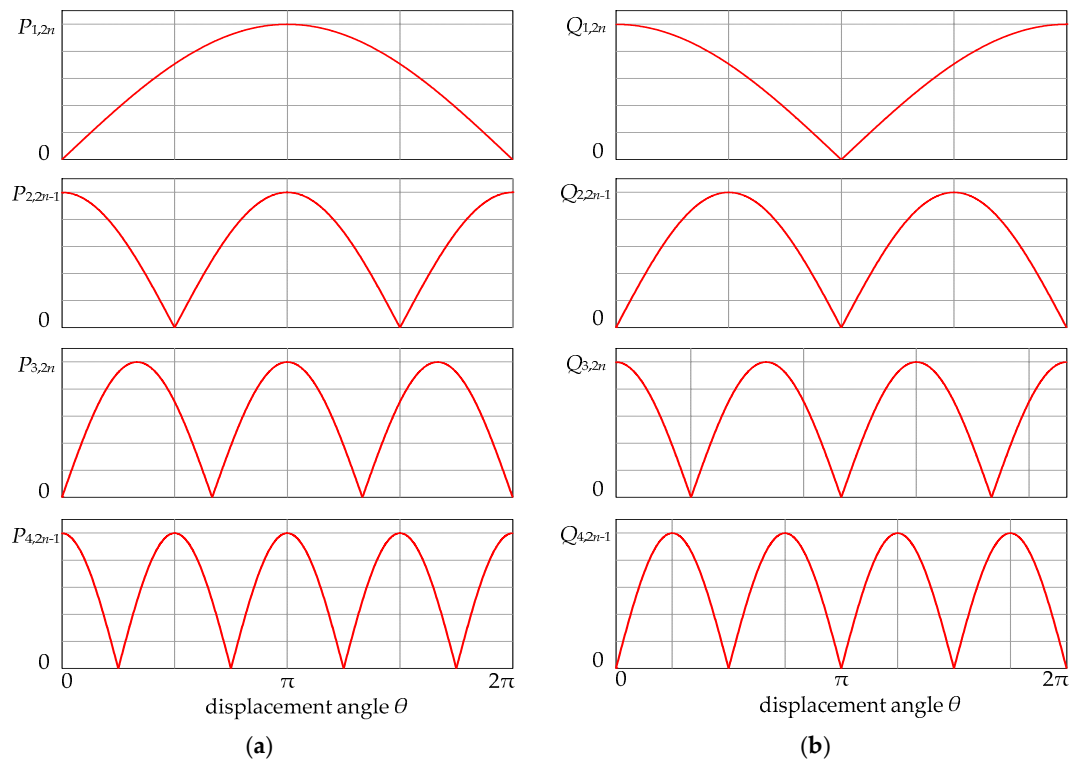 P1,2n
0
P2,2n-1
0
P3,2n
0
P4,2n-1
0
0 π 2π
displacement angle θ
(a)
Q1,2n
0
Q2,2n-1
0
Q3,2n
0
Q4,2n-1
0
0 π 2π
displacement angle θ
(b)